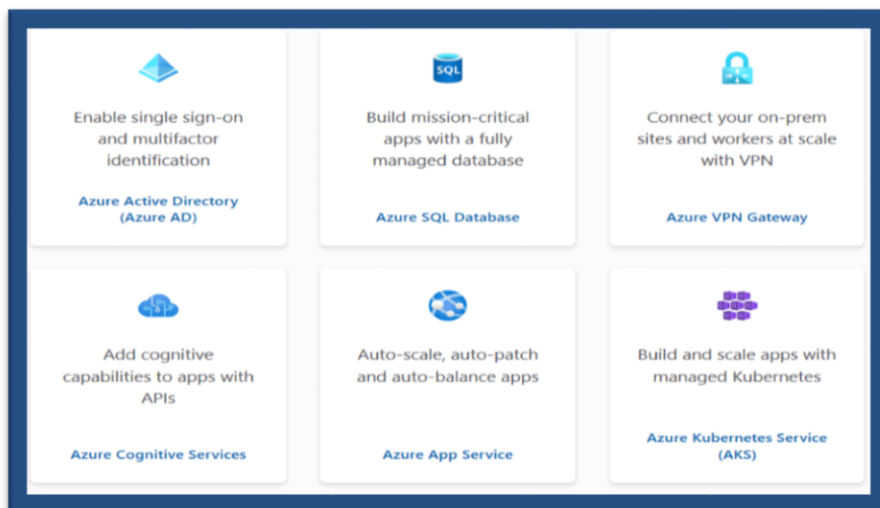 Enable single sign-on
and multifactor
identification
Azure Active Directory
(Azure AD)
SQL
Build mission-critical
apps with a fully
managed database
Azure SQL Database
Connect your on-prem
sites and workers at scale
with VPN
Azure VPN Gateway
Add cognitive
capabilities to apps with
APIs
Azure Cognitive Services
Auto-scale, auto-patch
and auto-balance apps
Azure App Service
Build and scale apps with
managed Kubernetes
Azure Kubernetes Service
(AKS)